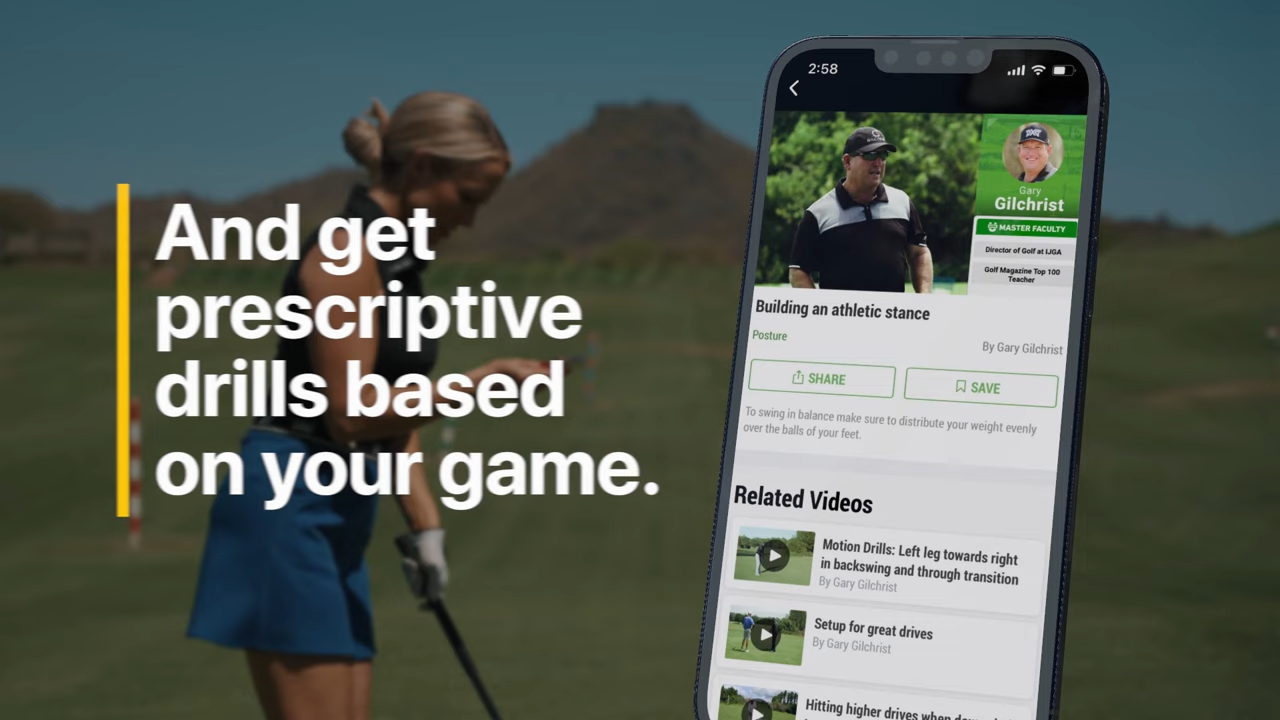 And get
prescriptive
drills based
on your game.
2:58
Gary
Gilchrist
MASTER FACULTY
Director of Golf at IJGA
Golf Magazine Top 100
Teacher
Building an athletic stance
Posture
By Gary Gilchrist
SHARE
SAVE
To swing in balance make sure to distribute your weight evenly
over the balls of your feet.
Related Videos
Motion Drills: Left leg towards right
in backswing and through transition
By Gary Gilchrist
Setup for great drives
By Gary Gilchrist
Hitting higher drives when